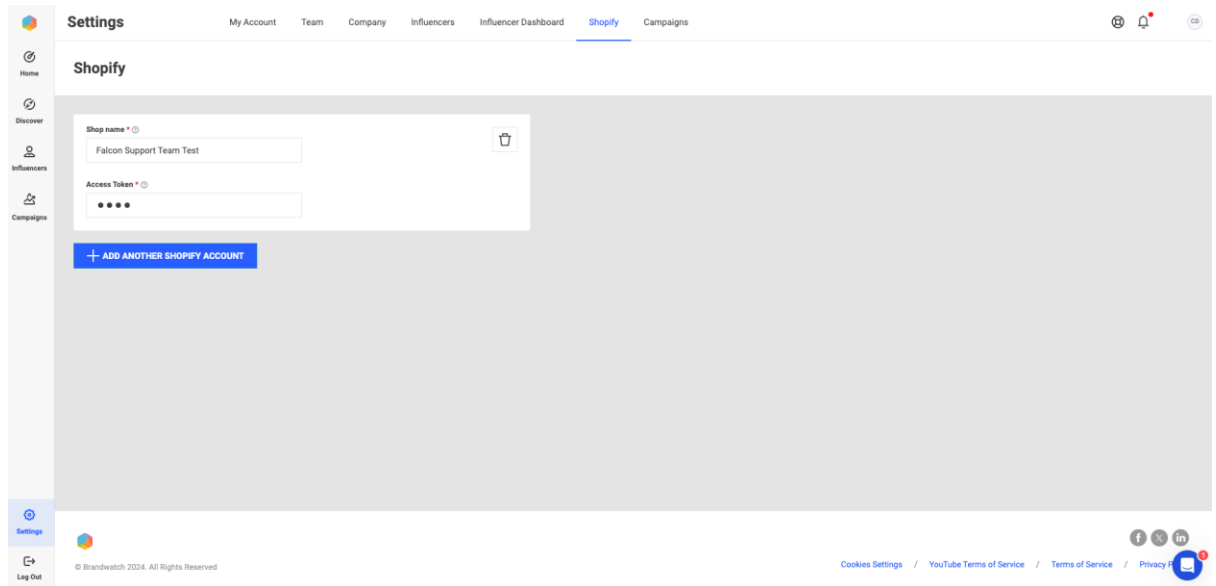 Settings
My Account
Team
Company
Influencers
Influencer Dashboard
Shopify
Campaigns
CD
Home
Discover
Influencers
Campaigns
Settings
Log Out
Shopify
Shop name *
Falcon Support Team Test
Access Token *
ADD ANOTHER SHOPIFY ACCOUNT
© Brandwatch 2024. All Rights Reserved
Cookies Settings / YouTube Terms of Service / Terms of Service / Privacy P
1